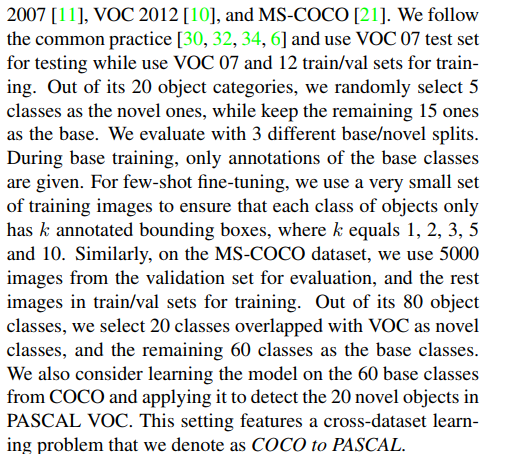 2007 [11], VOC 2012 [10], and MS-COCO [21]. We follow
the common practice [30, 32, 34, 6] and use VOC 07 test set
for testing while use VOC 07 and 12 train/val sets for train-
ing. Out of its 20 object categories, we randomly select 5
classes as the novel ones, while keep the remaining 15 ones
as the base. We evaluate with 3 different base/novel splits.
During base training, only annotations of the base classes
are given. For few-shot fine-tuning, we use a very small set
of training images to ensure that each class of objects only
has k annotated bounding boxes, where k equals 1, 2, 3, 5
and 10. Similarly, on the MS-COCO dataset, we use 5000
images from the validation set for evaluation, and the rest
images in train/val sets for training. Out of its 80 object
classes, we select 20 classes overlapped with VOC as novel
classes, and the remaining 60 classes as the base classes.
We also consider learning the model on the 60 base classes
from COCO and applying it to detect the 20 novel objects in
PASCAL VOC. This setting features a cross-dataset learn-
ing problem that we denote as COCO to PASCAL.